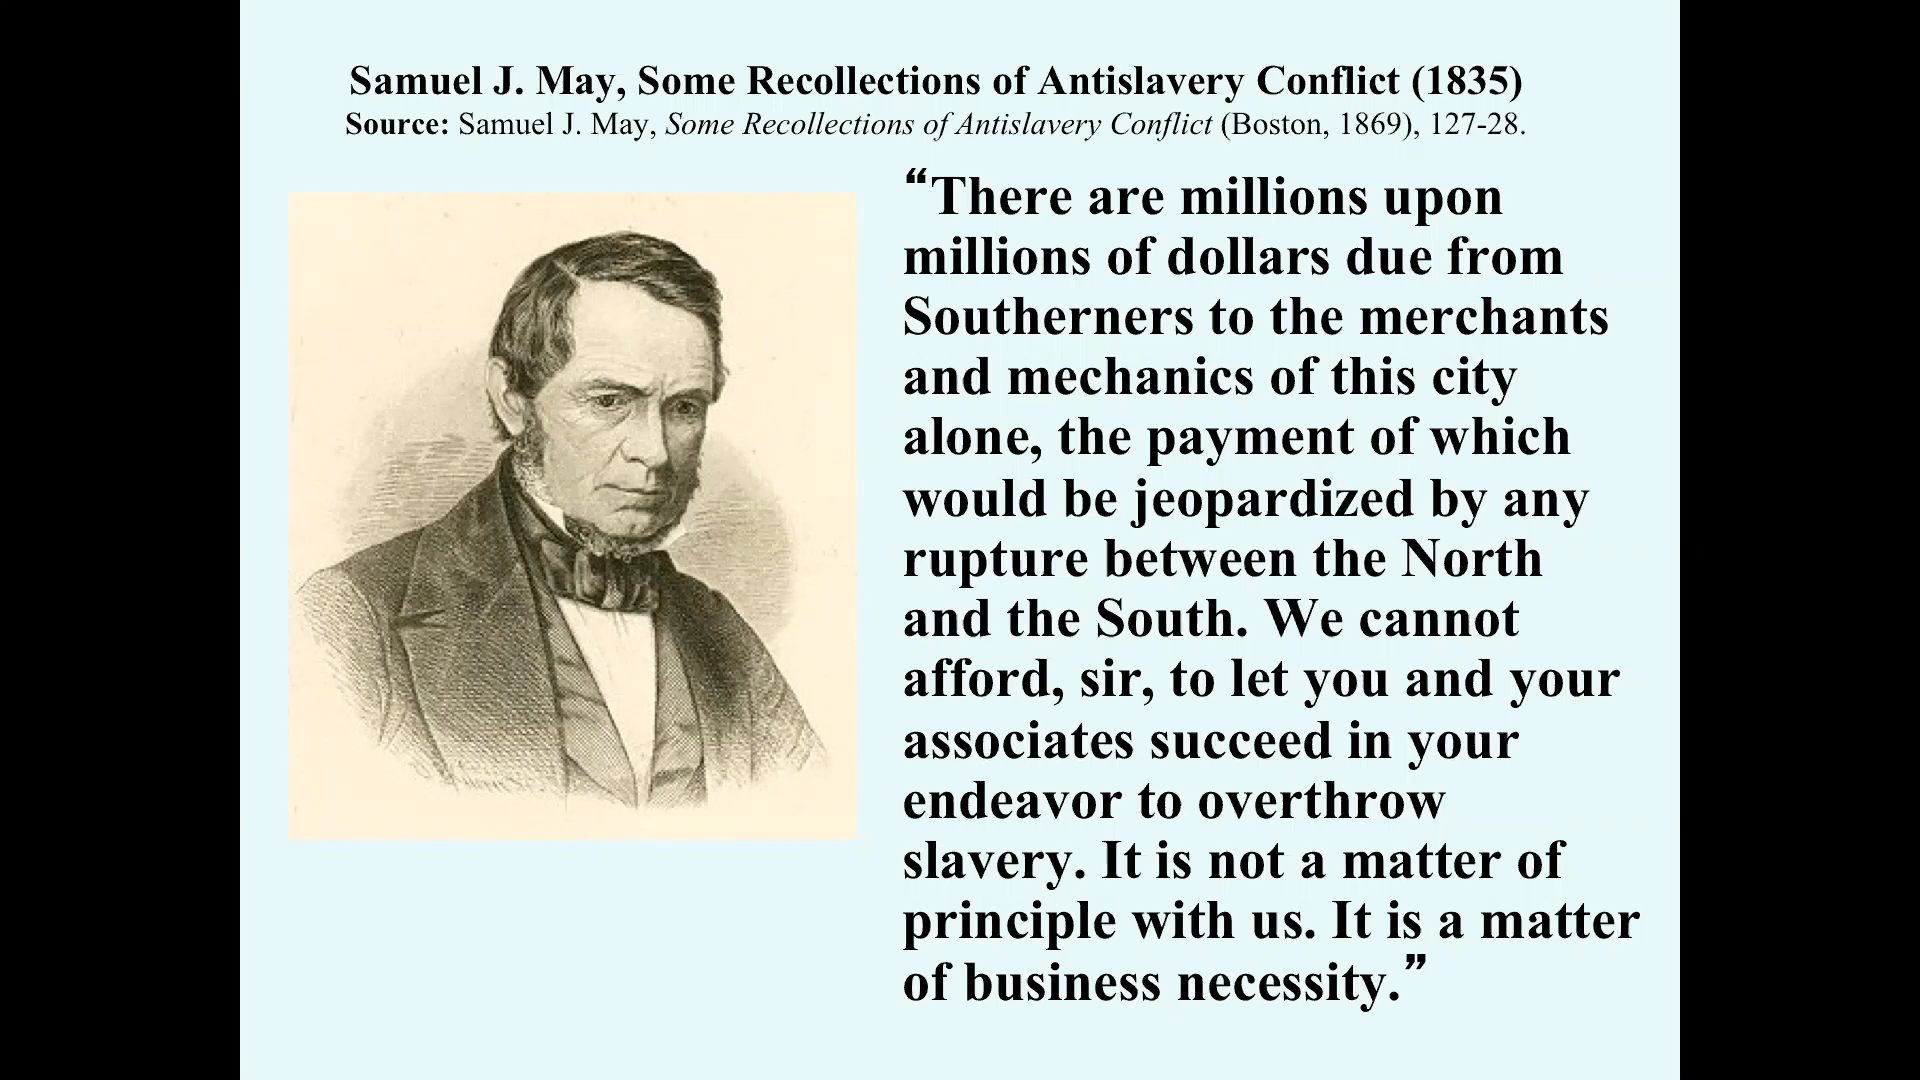 Samuel J. May, Some Recollections of Antislavery Conflict (1835)
Source: Samuel J. May, Some Recollections of Antislavery Conflict (Boston, 1869), 127-28.
“There are millions upon
millions of dollars due from
Southerners to the merchants
and mechanics of this city
alone, the payment of which
would be jeopardized by any
rupture between the North
and the South. We cannot
afford, sir, to let you and your
associates succeed in your
endeavor to overthrow
slavery. It is not a matter of
principle with us. It is a matter
of business necessity.”